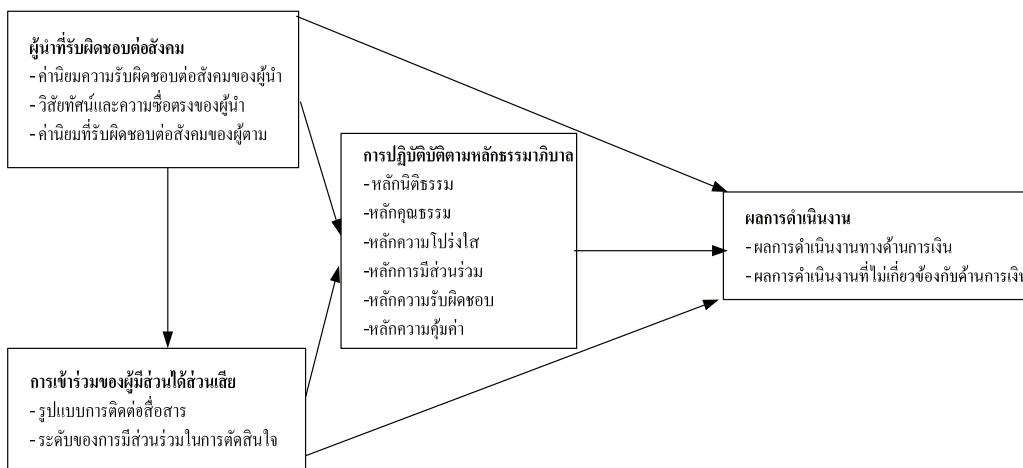 ผู้นำที่รับผิดชอบต่อสังคม
-ค่านิยมความรับผิดชอบต่อสังคมของผู้นำ
-วิสัยทัศน์และความซื่อตรงของผู้นำ
-ค่านิยมที่รับผิดชอบต่อสังคมของผู้ตาม
การปฏิบัติบัติตามหลักธรรมาภิบาล
-หลักนิติธรรม
-หลักคุณธรรม
-หลักความโปร่งใส
-หลักการมีส่วนร่วม
-หลักความรับผิดชอบ
-หลักความคุ้มค่า
ผลการดำเนินงาน
-ผลการดำเนินงานทางด้านการเงิน
-ผลการดำเนินงานที่ไม่เกี่ยวข้องกับด้านการเงิน
การเข้าร่วมของผู้มีส่วนได้ส่วนเสีย
-รูปแบบการติดต่อสื่อสาร
-ระดับของการมีส่วนร่วมในการตัดสินใจ